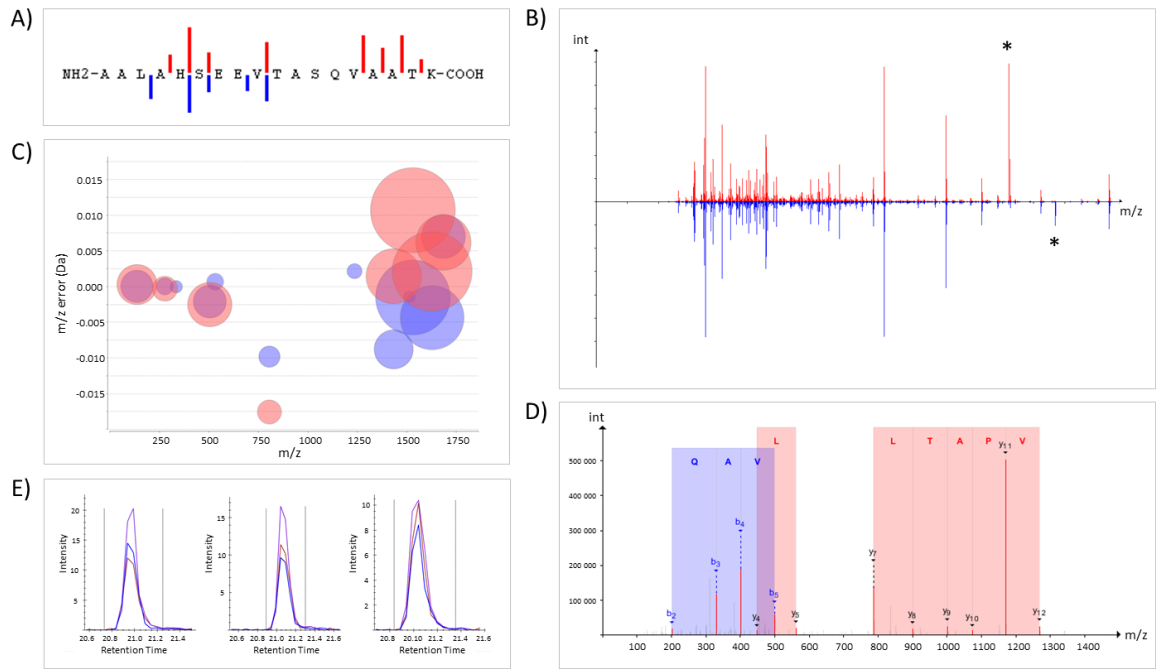 A)
NH2-A A L A H S E E V T A S Q V A A T K-COOH
B)
int
*
*
m/z
C)
m/z error (Da)
0.015
0.010
0.005
0.000
-0.005
-0.010
-0.015
250 500 750 1000 1250 1500 1750
m/z
D)
int
500 000
400 000
300 000
200 000
100 000
Q A V
L
L T A P V
b2 b3 b4 b5
y4 y5 y7 y8 y9 y10 y11 y12
100 200 300 400 500 600 700 800 900 1000 1100 1200 1300 1400
m/z
E)
Intensity
20
15
10
5
0
20.6 20.8 21.0 21.2 21.4
Retention Time
Intensity
15
10
5
0
20.6 20.8 21.0 21.2 21.4
Retention Time
Intensity
10
8
6
4
2
0
20.6 20.8 21.0 21.2 21.4 21.6
Retention Time